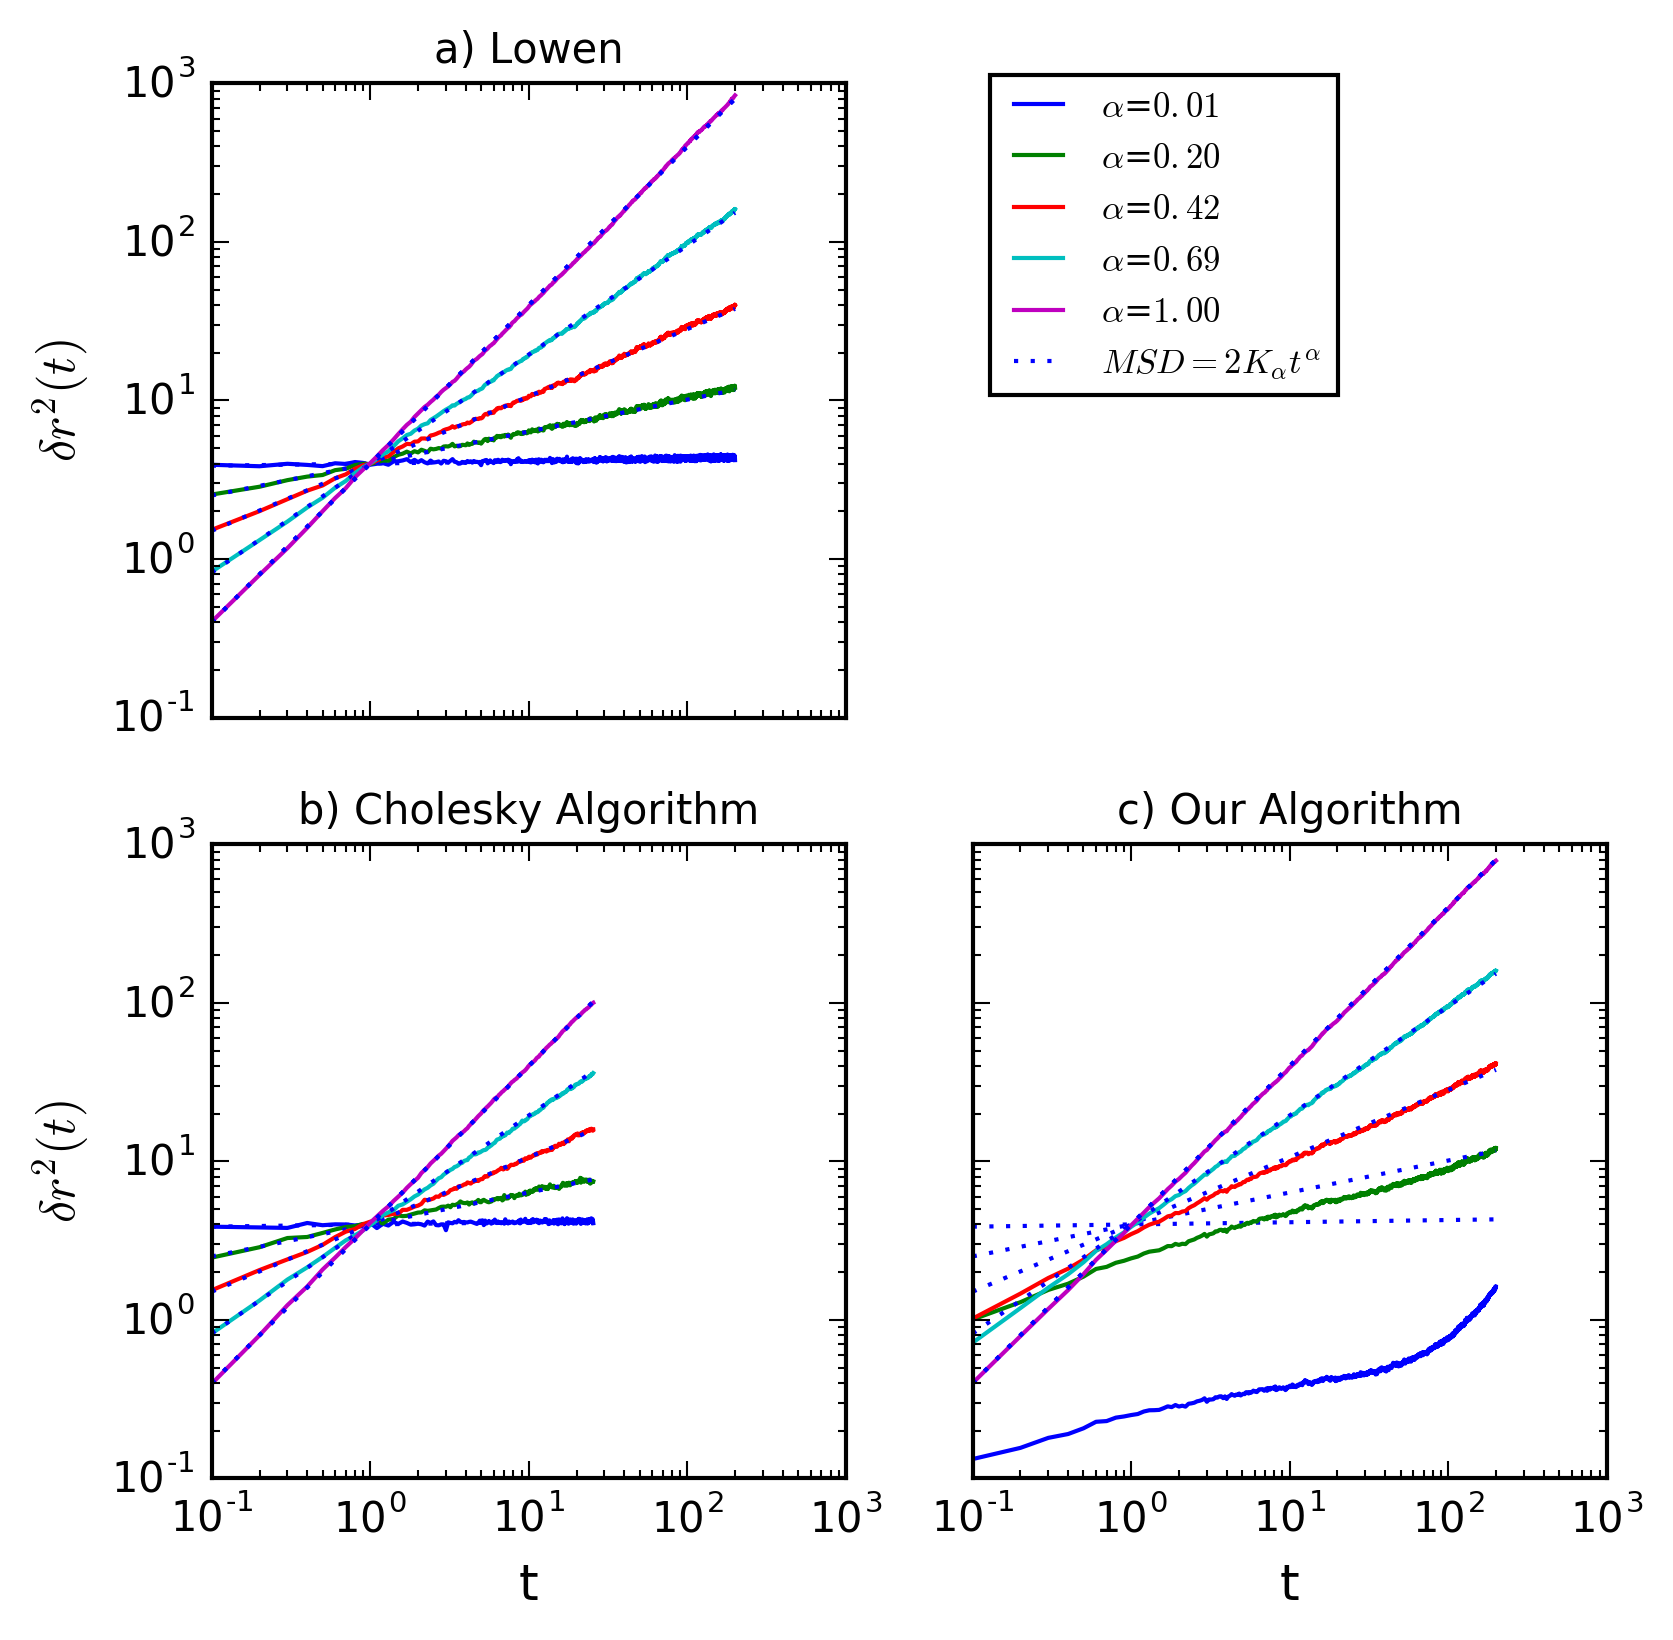 a) Lowen
10³
10²
10¹
10⁰
10⁻¹
δr²(t)
α=0.01
α=0.20
α=0.42
α=0.69
α=1.00
MSD = 2K_α t^α
b) Cholesky Algorithm
10³
10²
10¹
10⁰
10⁻¹
δr²(t)
10⁻¹ 10⁰ 10¹ 10² 10³
t
c) Our Algorithm
10⁻¹ 10⁰ 10¹ 10² 10³
t